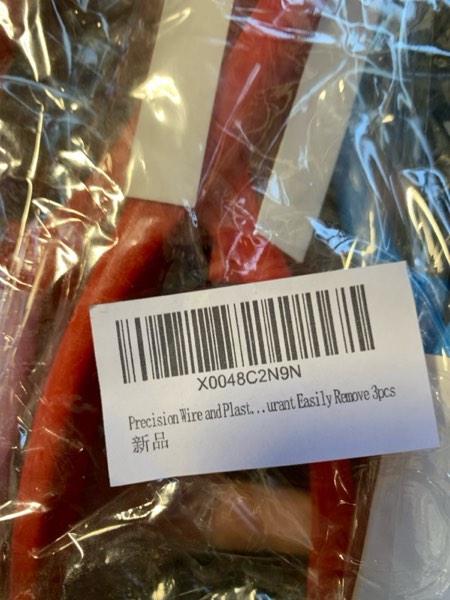 X0048C2N9N
Precision Wire and Plast...urant Easily Remove 3pcs
新品